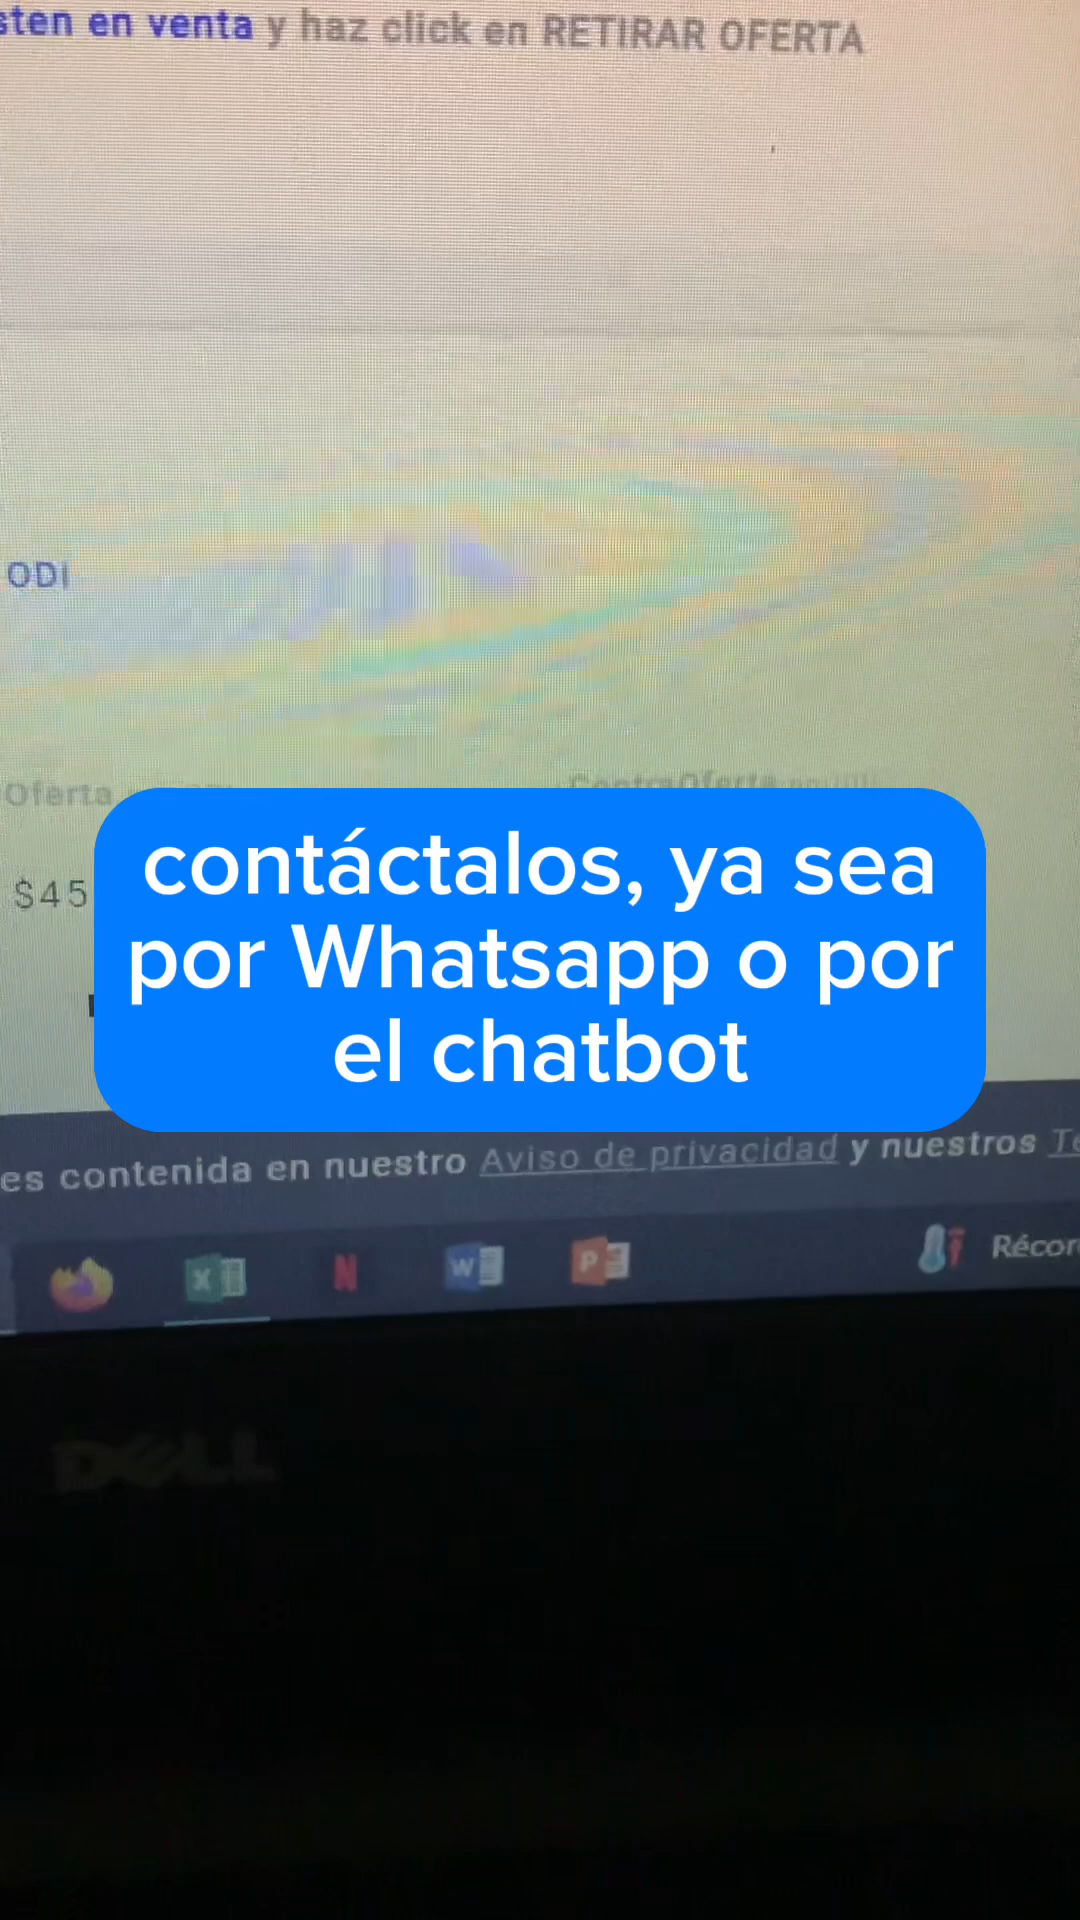 en venta y haz click en RETIRAR OFERTA
ODI
Oferta
ContraOferta
$45
contáctalos, ya sea
por Whatsapp o por
el chatbot
es contenida en nuestro Aviso de privacidad y nuestros
Récor
DELL